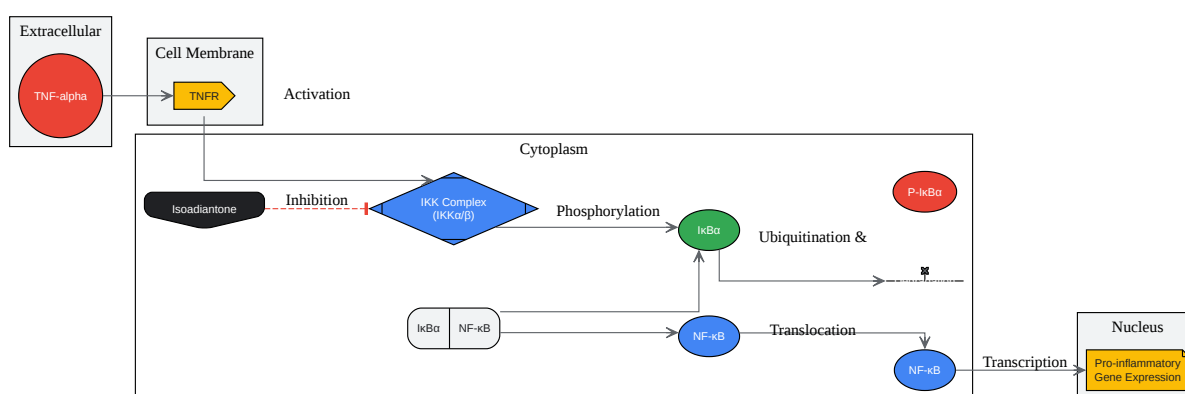 Extracellular
TNF-alpha
Cell Membrane
TNFR
Activation
Cytoplasm
Isoadiantone
Inhibition
IKK Complex
(IKKα/β)
Phosphorylation
IκBα
P-IκBα
Ubiquitination &
IκBα
NF-κB
NF-κB
Translocation
NF-κB
Transcription
Nucleus
Pro-inflammatory
Gene Expression